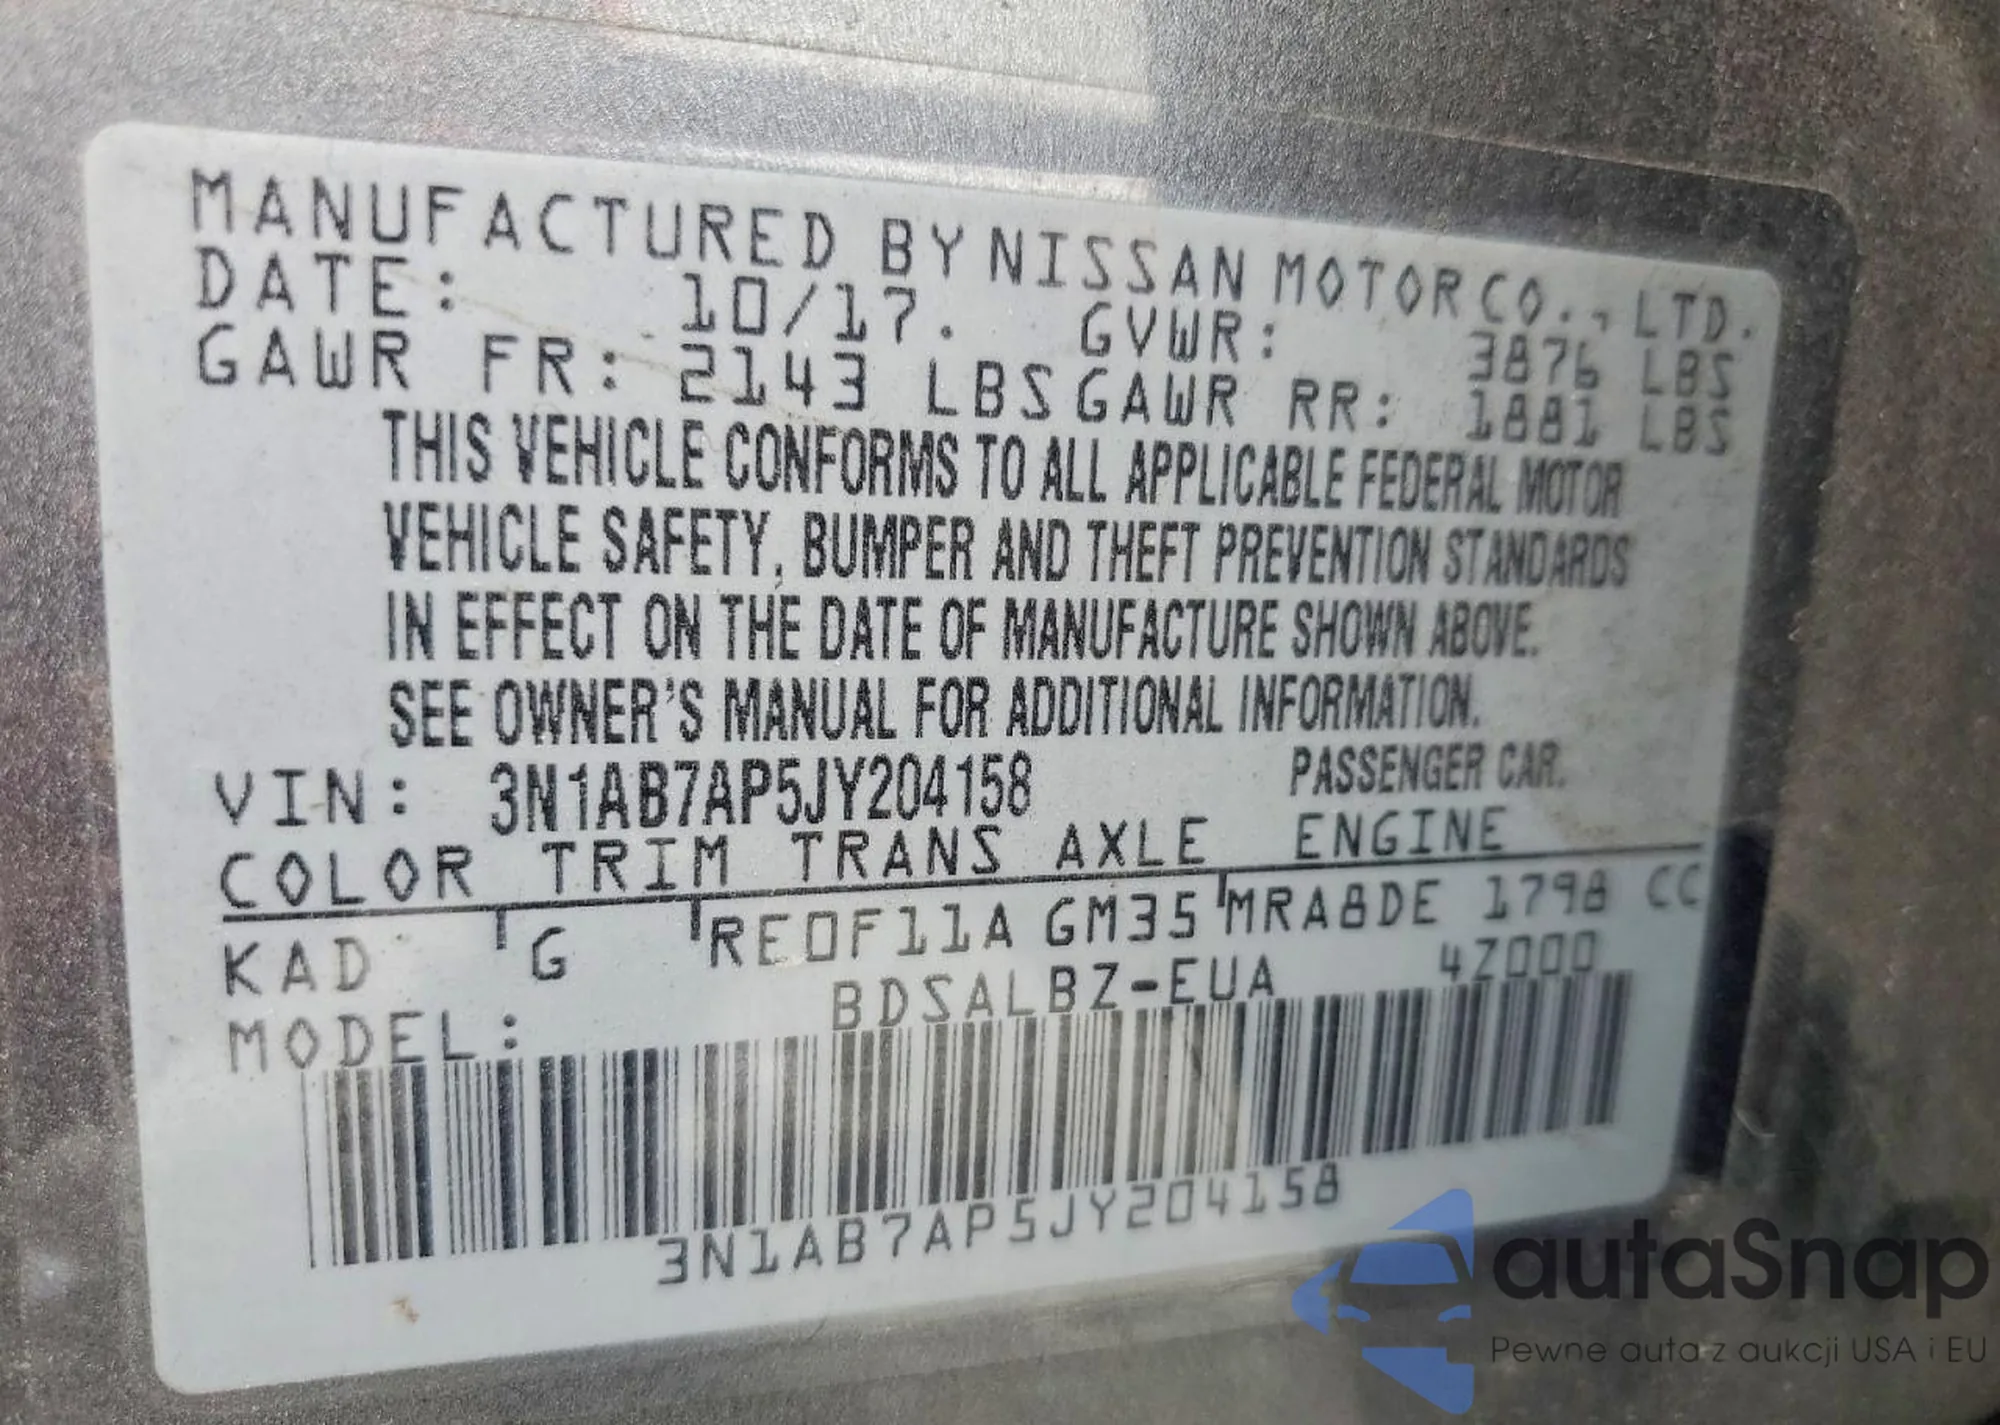 MANUFACTURED BY NISSAN MOTOR CO., LTD.
DATE: 10/17. GVWR: 3876 LBS
GAWR FR: 2143 LBS GAWR RR: 1881 LBS
THIS VEHICLE CONFORMS TO ALL APPLICABLE FEDERAL MOTOR
VEHICLE SAFETY, BUMPER AND THEFT PREVENTION STANDARDS
IN EFFECT ON THE DATE OF MANUFACTURE SHOWN ABOVE.
SEE OWNER'S MANUAL FOR ADDITIONAL INFORMATION.
VIN: 3N1AB7AP5JY204158 PASSENGER CAR.
COLOR TRIM TRANS AXLE ENGINE
KAD G RE0F11A GM35 MRA8DE 1798 CC
MODEL: BDSALBZ-EUA 4Z000
3N1AB7AP5JY204158
autaSnap
Pewne auta z aukcji USA i EU